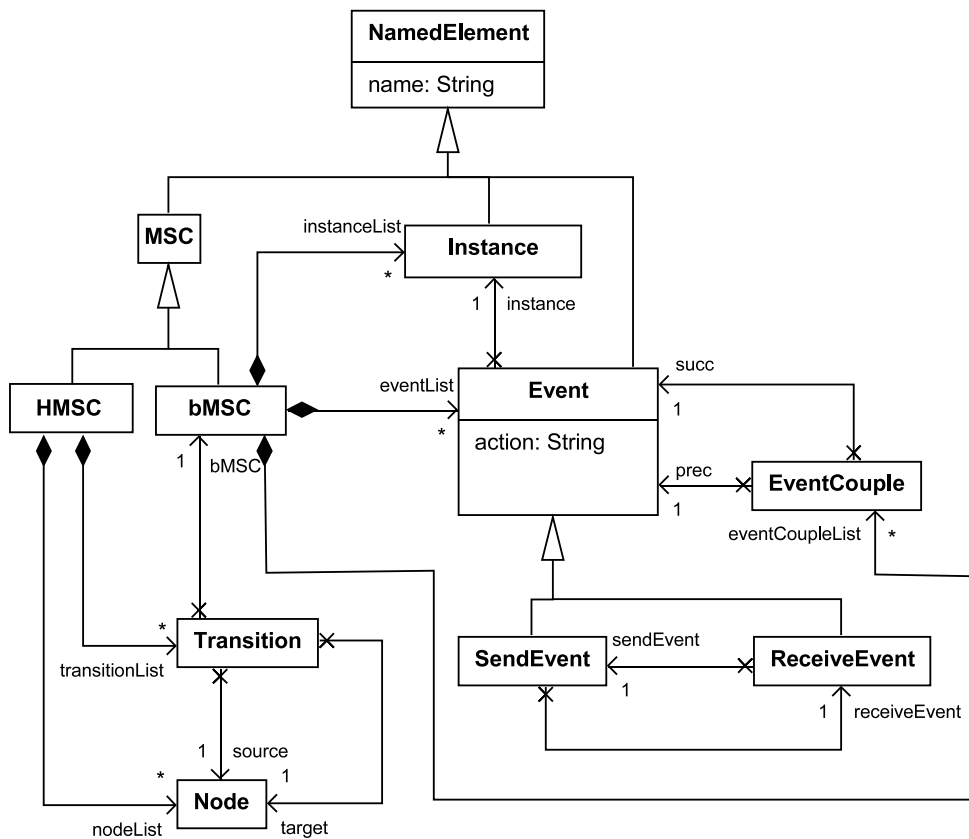 NamedElement
name: String
MSC
instanceList
Instance
*
1 instance
HMSC
bMSC
eventList
*
Event
action: String
succ
1
prec
1
EventCouple
eventCoupleList
*
1
bMSC
*
transitionList
Transition
sendEvent
SendEvent
1
ReceiveEvent
1
receiveEvent
1 source
1
*
nodeList
Node
target